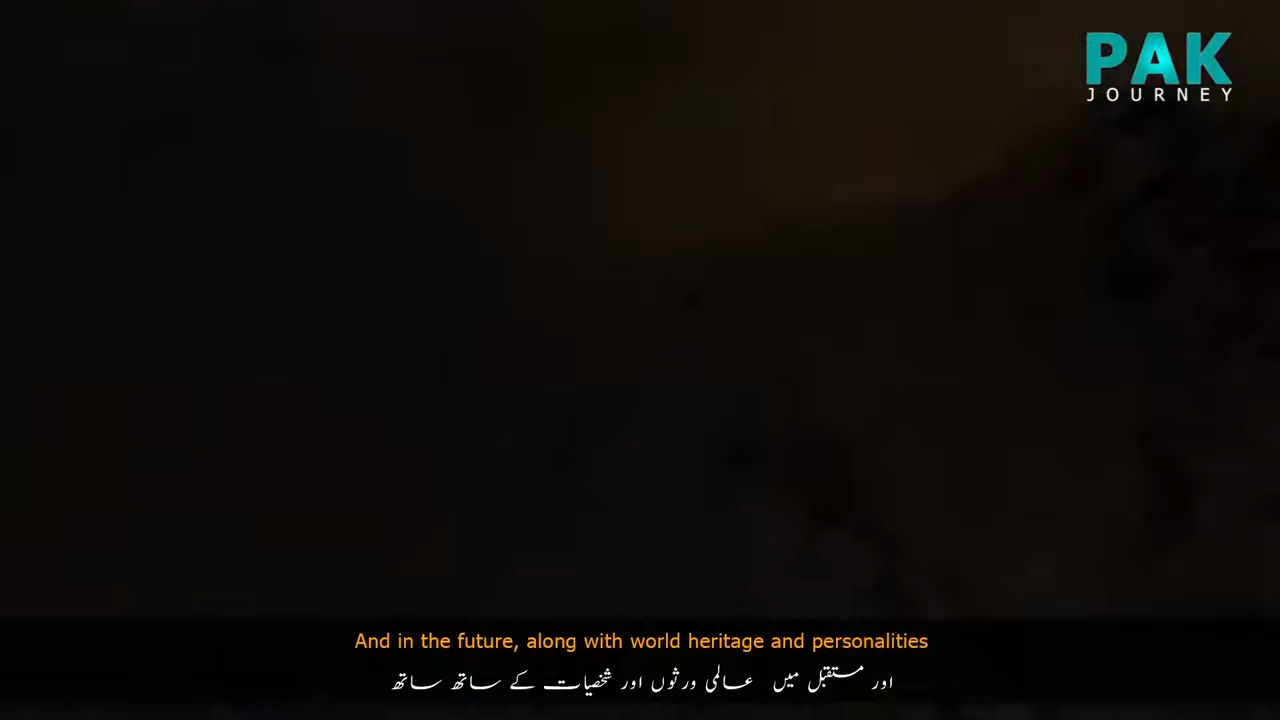 PAK
JOURNEY
And in the future, along with world heritage and personalities
اور مستقبل میں عالمی ورثوں اور شخصیات کے ساتھ ساتھ